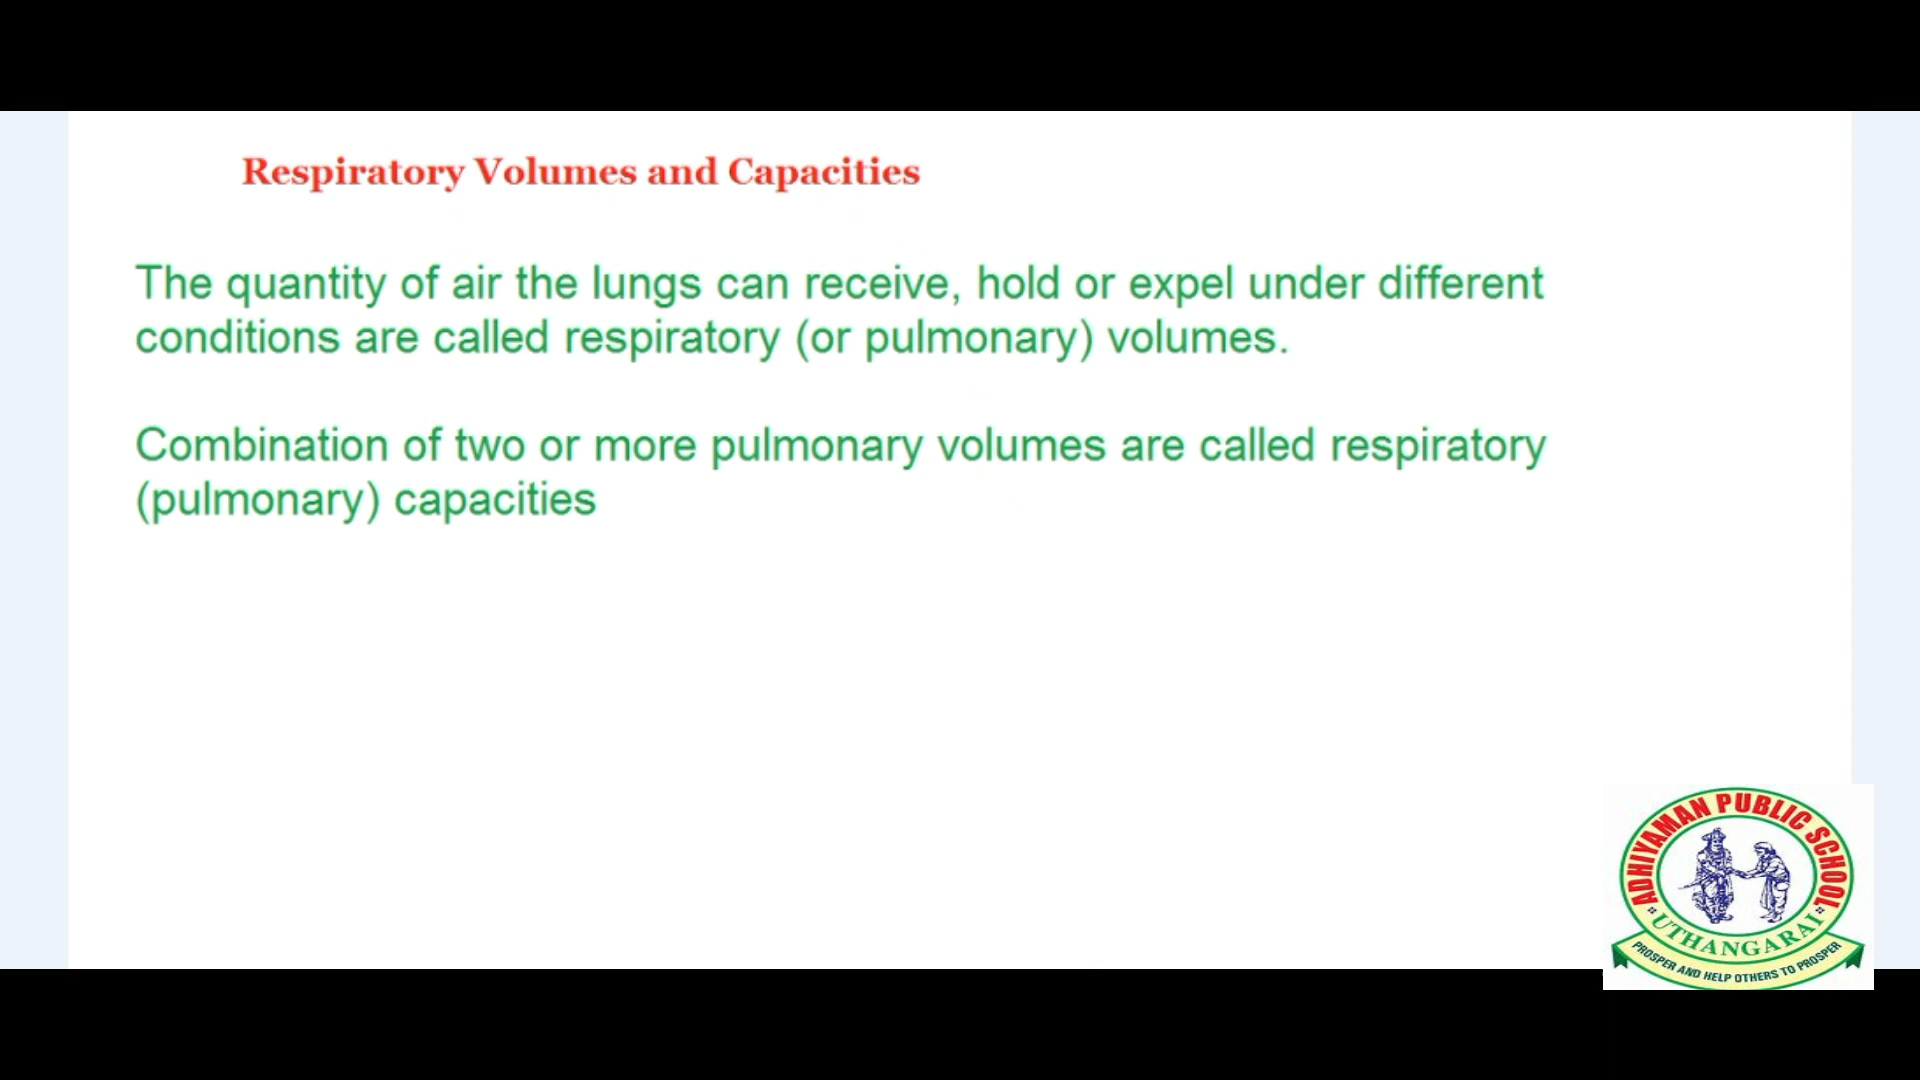 Respiratory Volumes and Capacities
The quantity of air the lungs can receive, hold or expel under different
conditions are called respiratory (or pulmonary) volumes.
Combination of two or more pulmonary volumes are called respiratory
(pulmonary) capacities
ADHIYAMAN PUBLIC SCHOOL
UTHANGARAI
PROSPER AND HELP OTHERS TO PROSPER